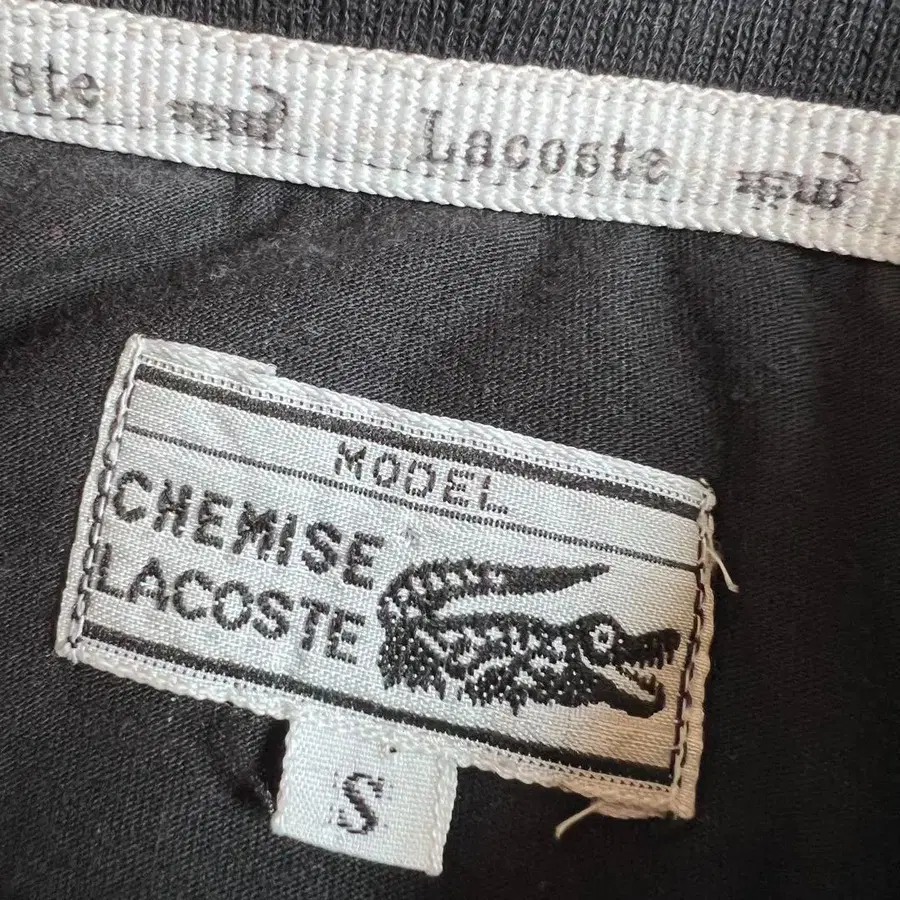 ste Lacoste
MODEL
CHEMISE
LACOSTE
S